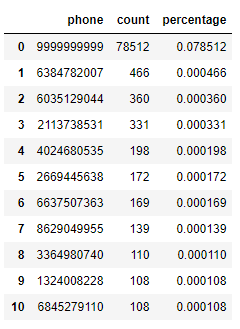 phone count percentage
0 9999999999 78512 0.078512
1 6384782007 466 0.000466
2 6035129044 360 0.000360
3 2113738531 331 0.000331
4 4024680535 198 0.000198
5 2669445638 172 0.000172
6 6637507363 169 0.000169
7 8629049955 139 0.000139
8 3364980740 110 0.000110
9 1324008228 108 0.000108
10 6845279110 108 0.000108